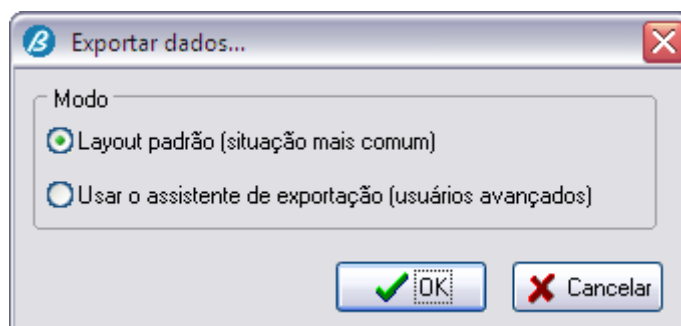 Exportar dados...
Modo
Layout padrão (situação mais comum)
Usar o assistente de exportação (usuários avançados)
OK
Cancelar